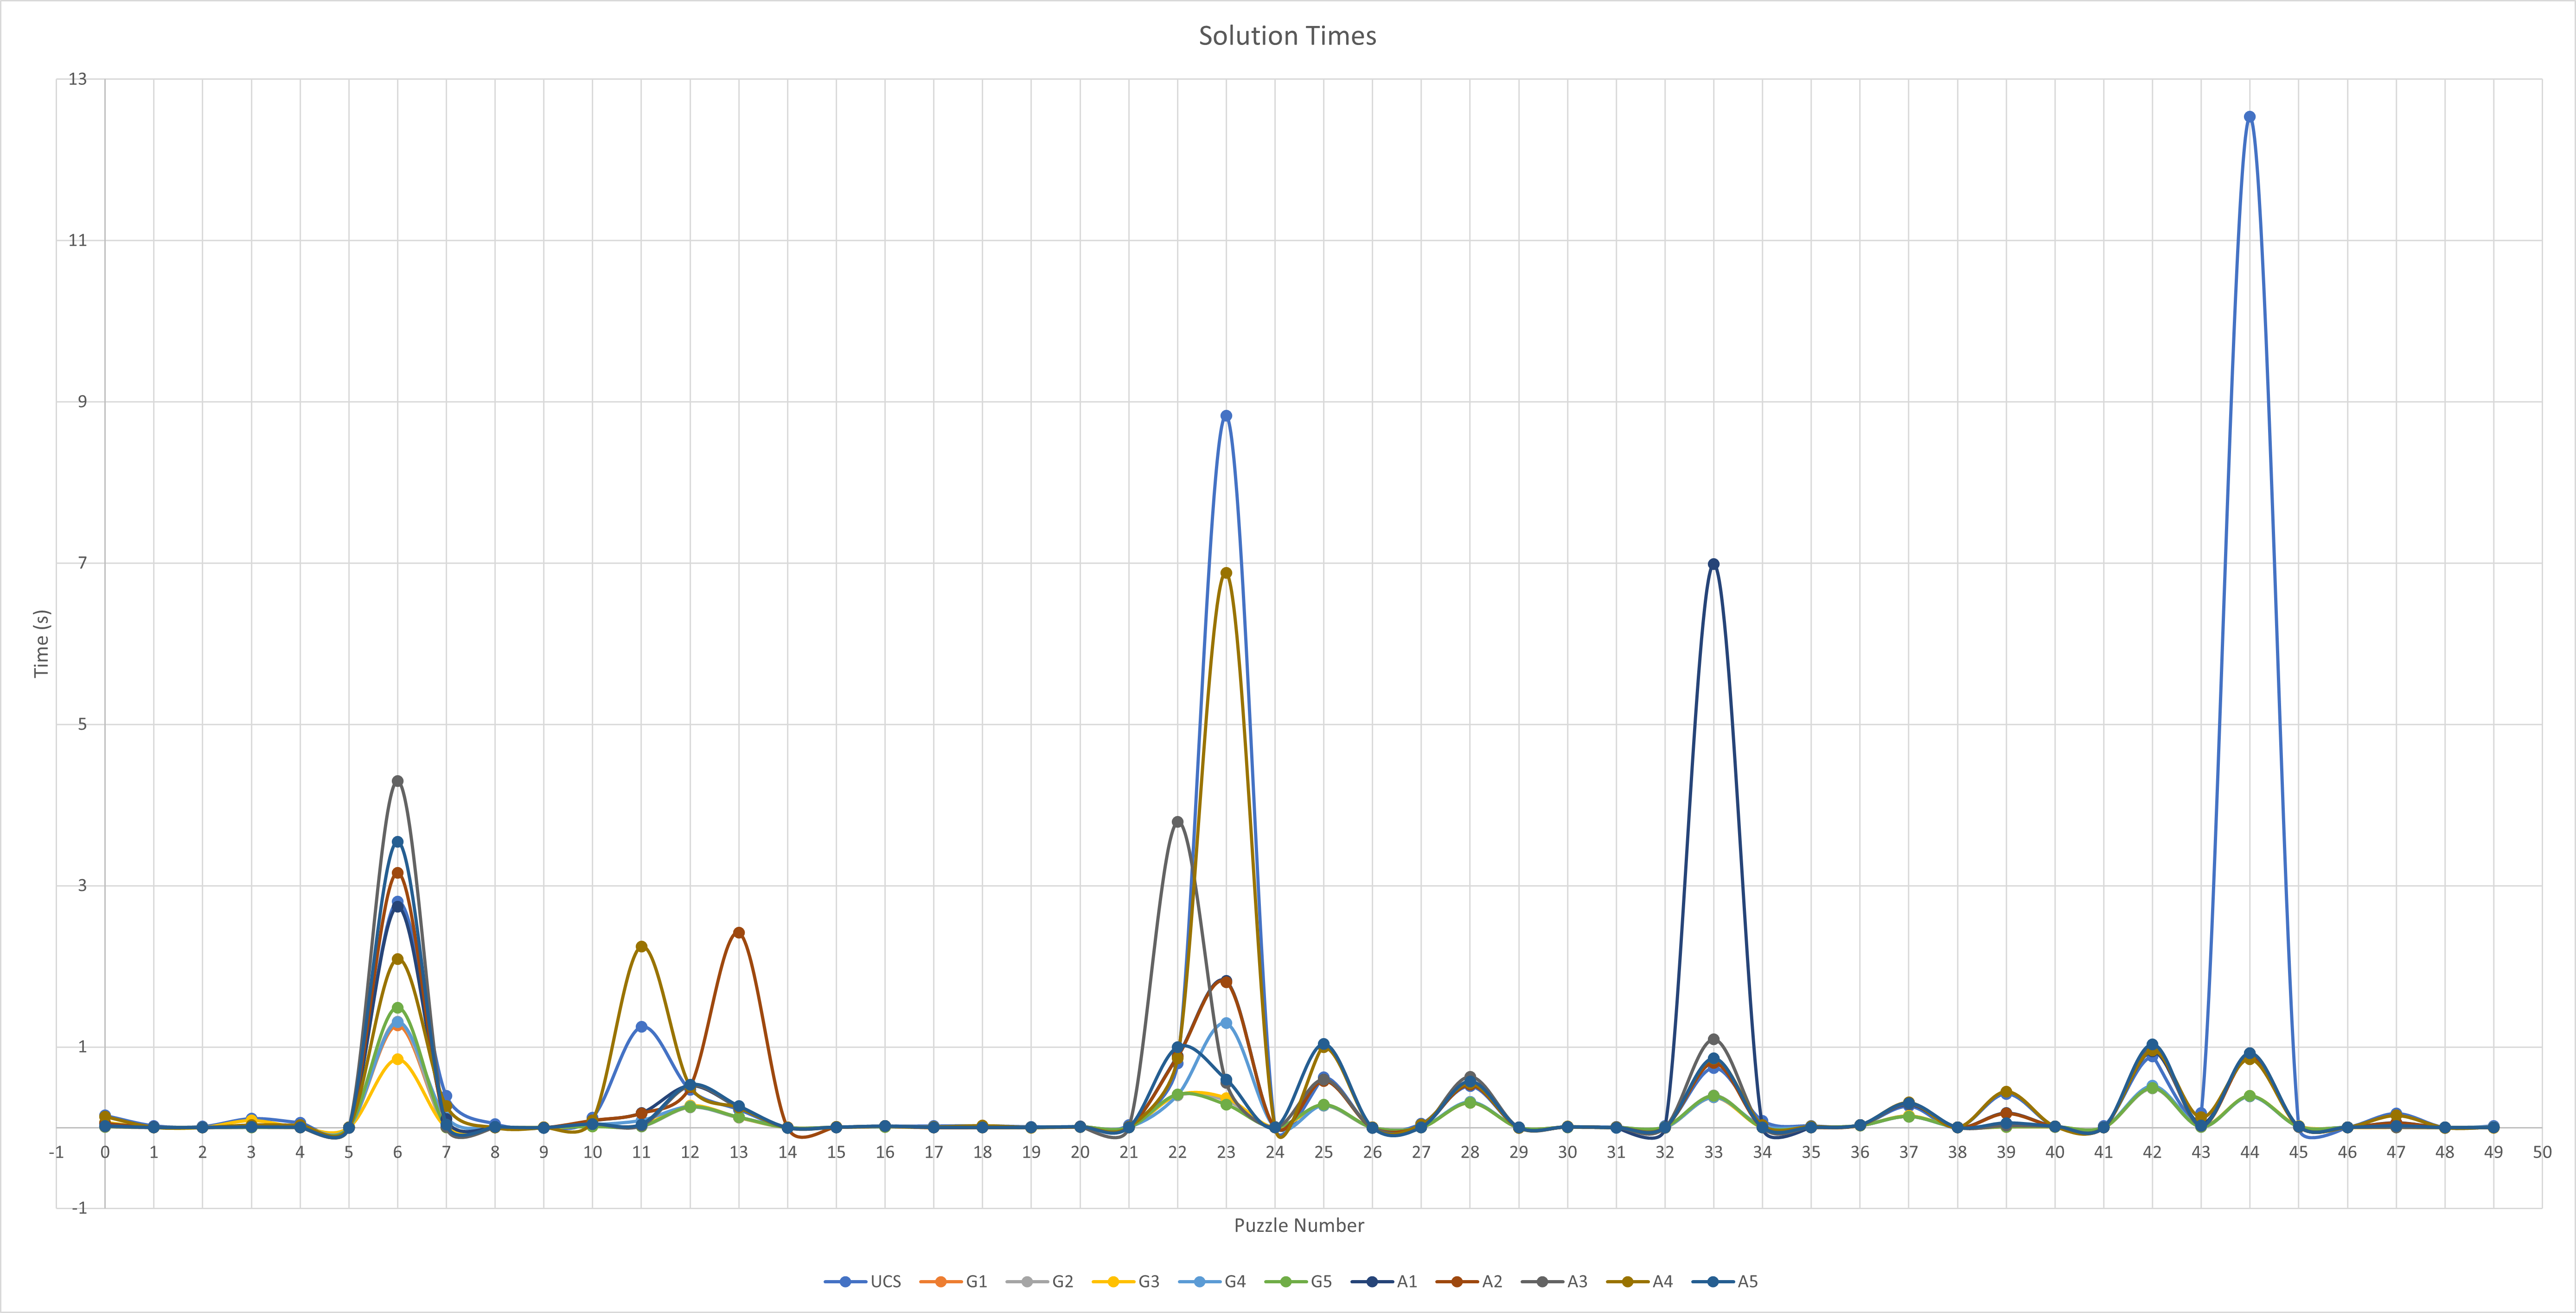 Solution Times
13
11
9
7
5
3
1
-1
Time (s)
-1 0 1 2 3 4 5 6 7 8 9 10 11 12 13 14 15 16 17 18 19 20 21 22 23 24 25 26 27 28 29 30 31 32 33 34 35 36 37 38 39 40 41 42 43 44 45 46 47 48 49 50
Puzzle Number
UCS G1 G2 G3 G4 G5 A1 A2 A3 A4 A5